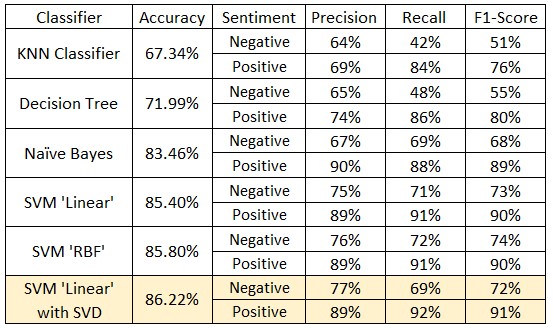 Classifier Accuracy Sentiment Precision Recall F1-Score
KNN Classifier 67.34% Negative 64% 42% 51%
Positive 69% 84% 76%
Decision Tree 71.99% Negative 65% 48% 55%
Positive 74% 86% 80%
Naïve Bayes 83.46% Negative 67% 69% 68%
Positive 90% 88% 89%
SVM 'Linear' 85.40% Negative 75% 71% 73%
Positive 89% 91% 90%
SVM 'RBF' 85.80% Negative 76% 72% 74%
Positive 89% 91% 90%
SVM 'Linear' with SVD 86.22% Negative 77% 69% 72%
Positive 89% 92% 91%